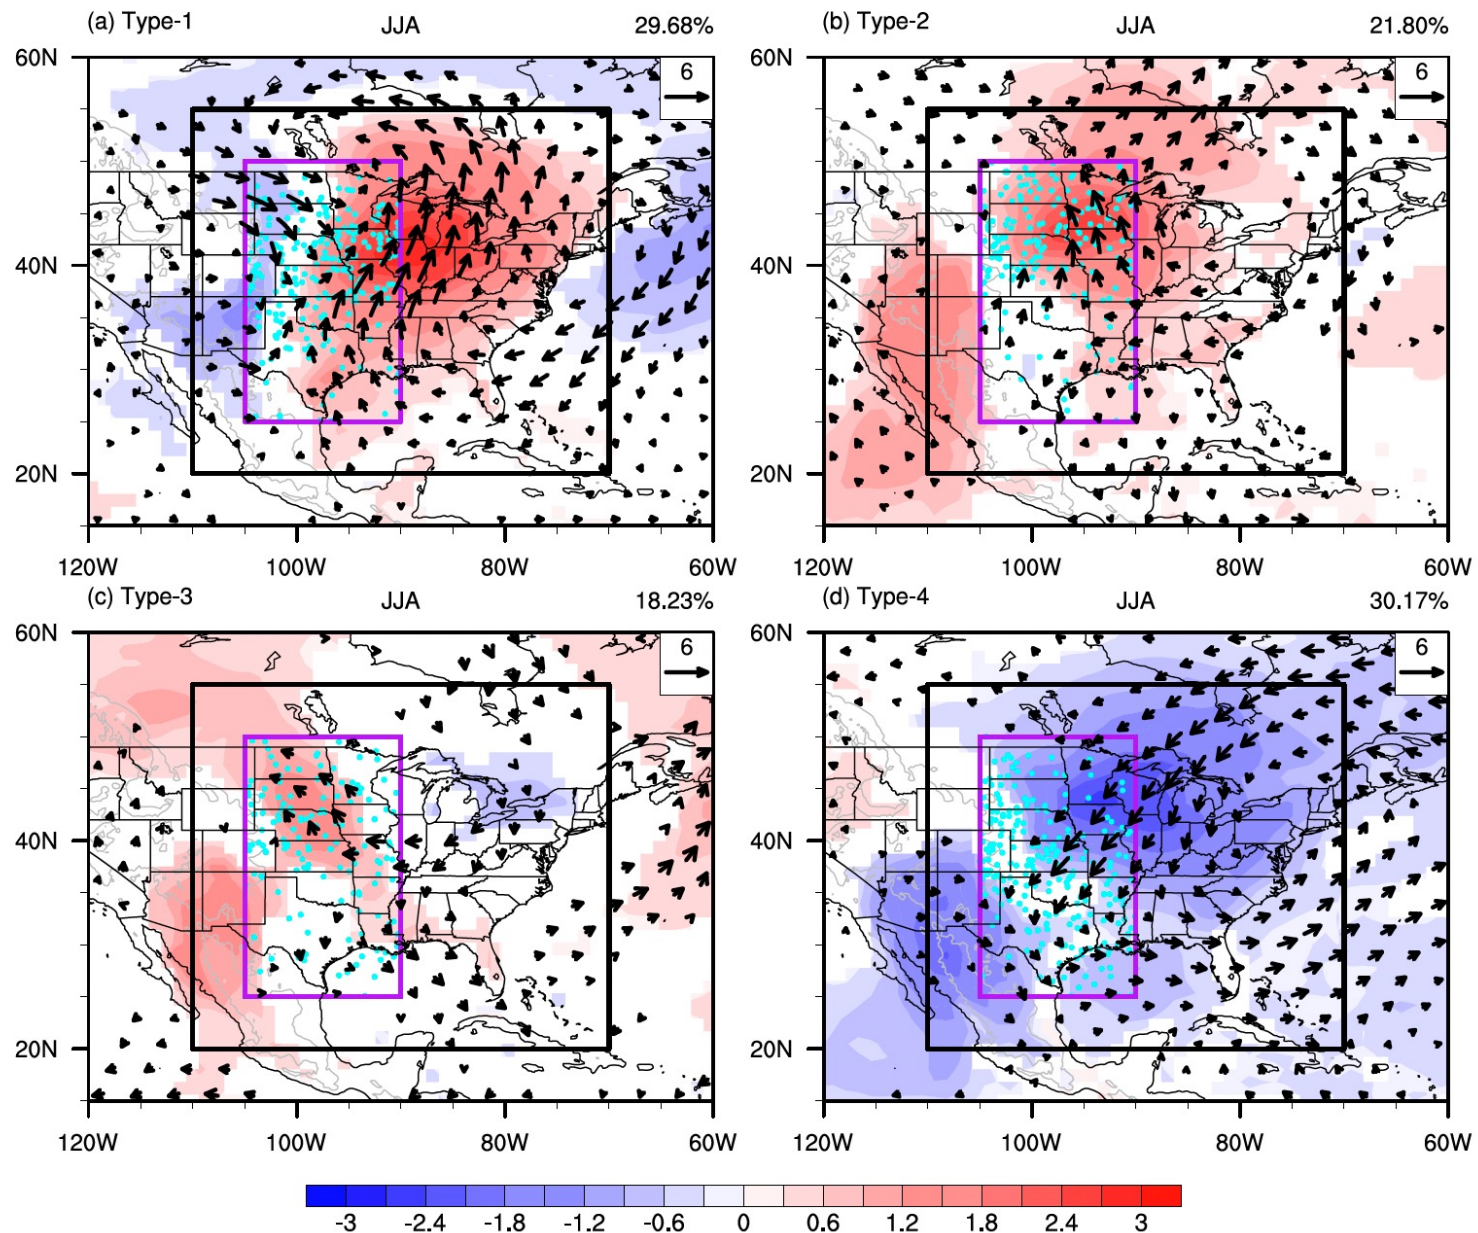 (a) Type-1 JJA 29.68%
(b) Type-2 JJA 21.80%
60N 6 60N 6
40N 40N
20N 20N
120W 100W 80W 60W 120W 100W 80W 60W
(c) Type-3 JJA 18.23%
(d) Type-4 JJA 30.17%
60N 6 60N 6
40N 40N
20N 20N
120W 100W 80W 60W 120W 100W 80W 60W
-3 -2.4 -1.8 -1.2 -0.6 0 0.6 1.2 1.8 2.4 3